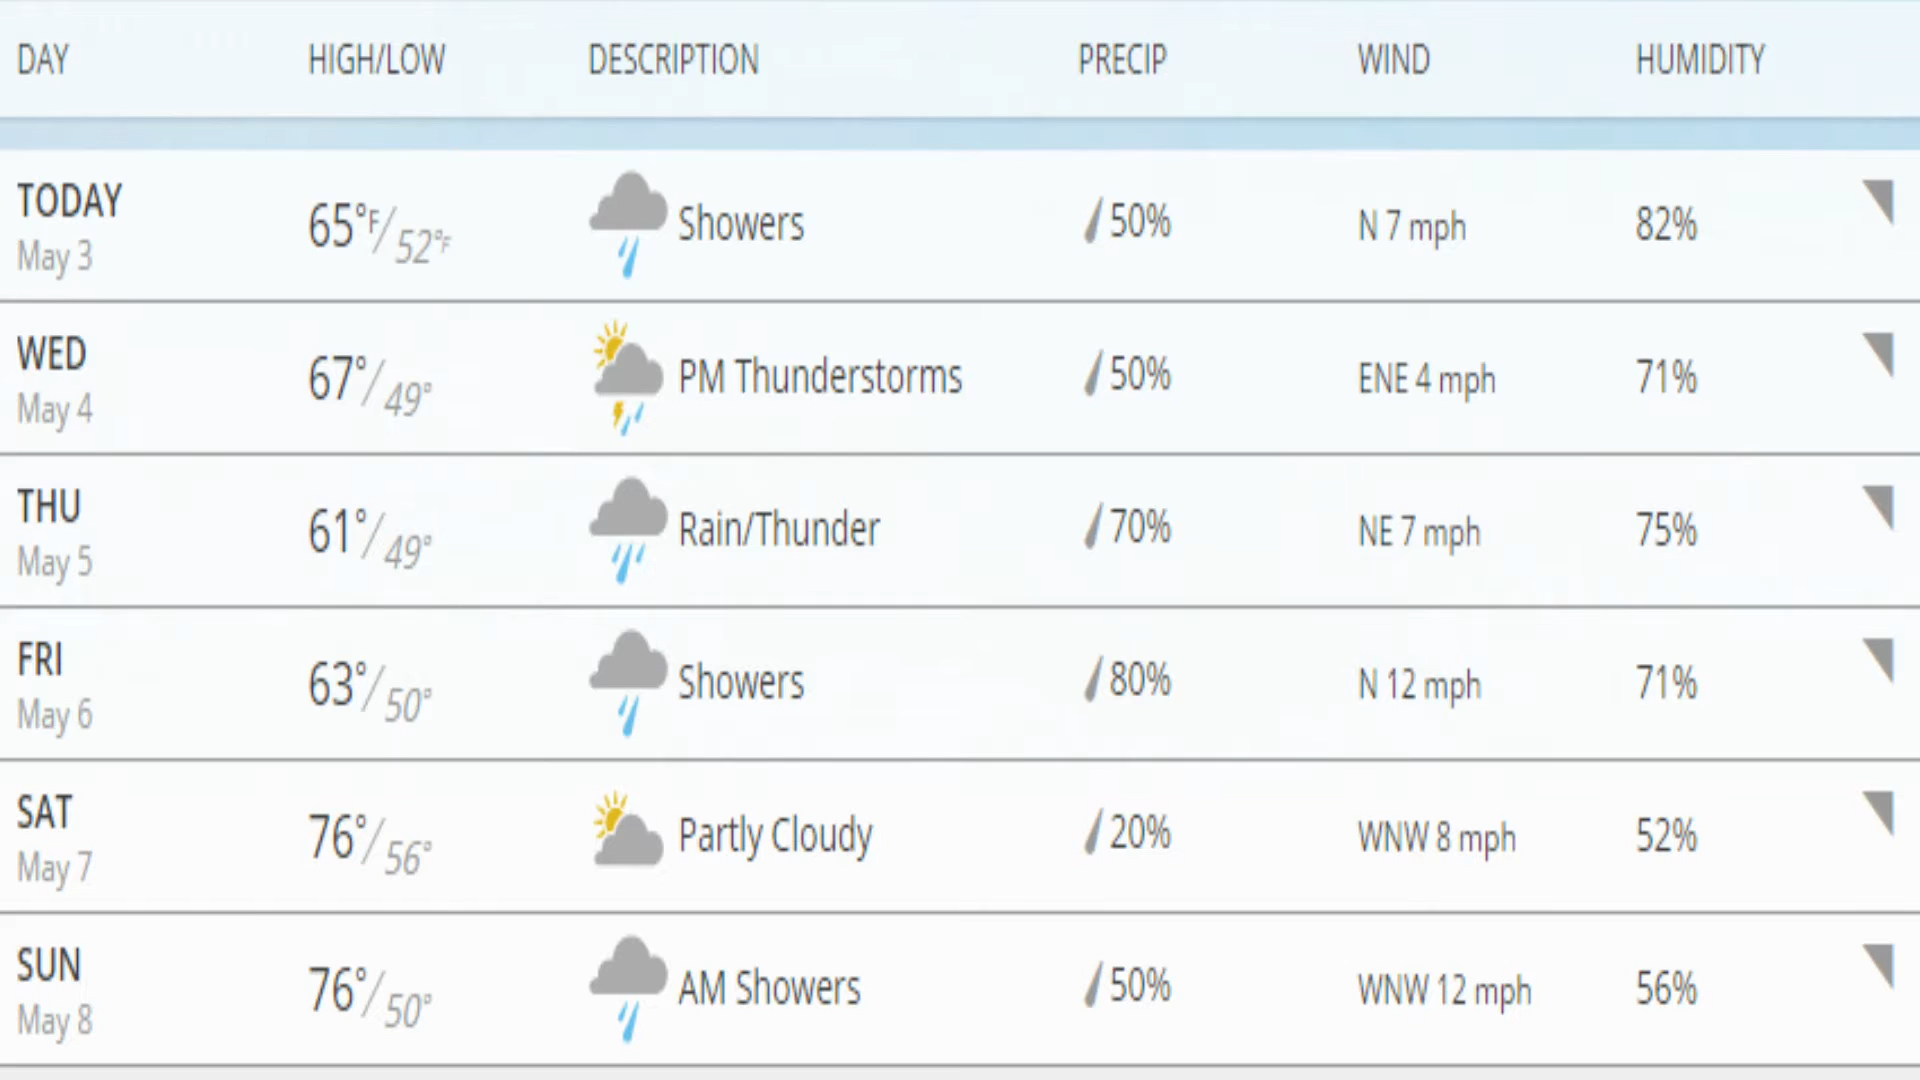 DAY HIGH/LOW DESCRIPTION PRECIP WIND HUMIDITY
TODAY
May 3
65°F/52°F Showers 50% N 7 mph 82%
WED
May 4
67°/49° PM Thunderstorms 50% ENE 4 mph 71%
THU
May 5
61°/49° Rain/Thunder 70% NE 7 mph 75%
FRI
May 6
63°/50° Showers 80% N 12 mph 71%
SAT
May 7
76°/56° Partly Cloudy 20% WNW 8 mph 52%
SUN
May 8
76°/50° AM Showers 50% WNW 12 mph 56%